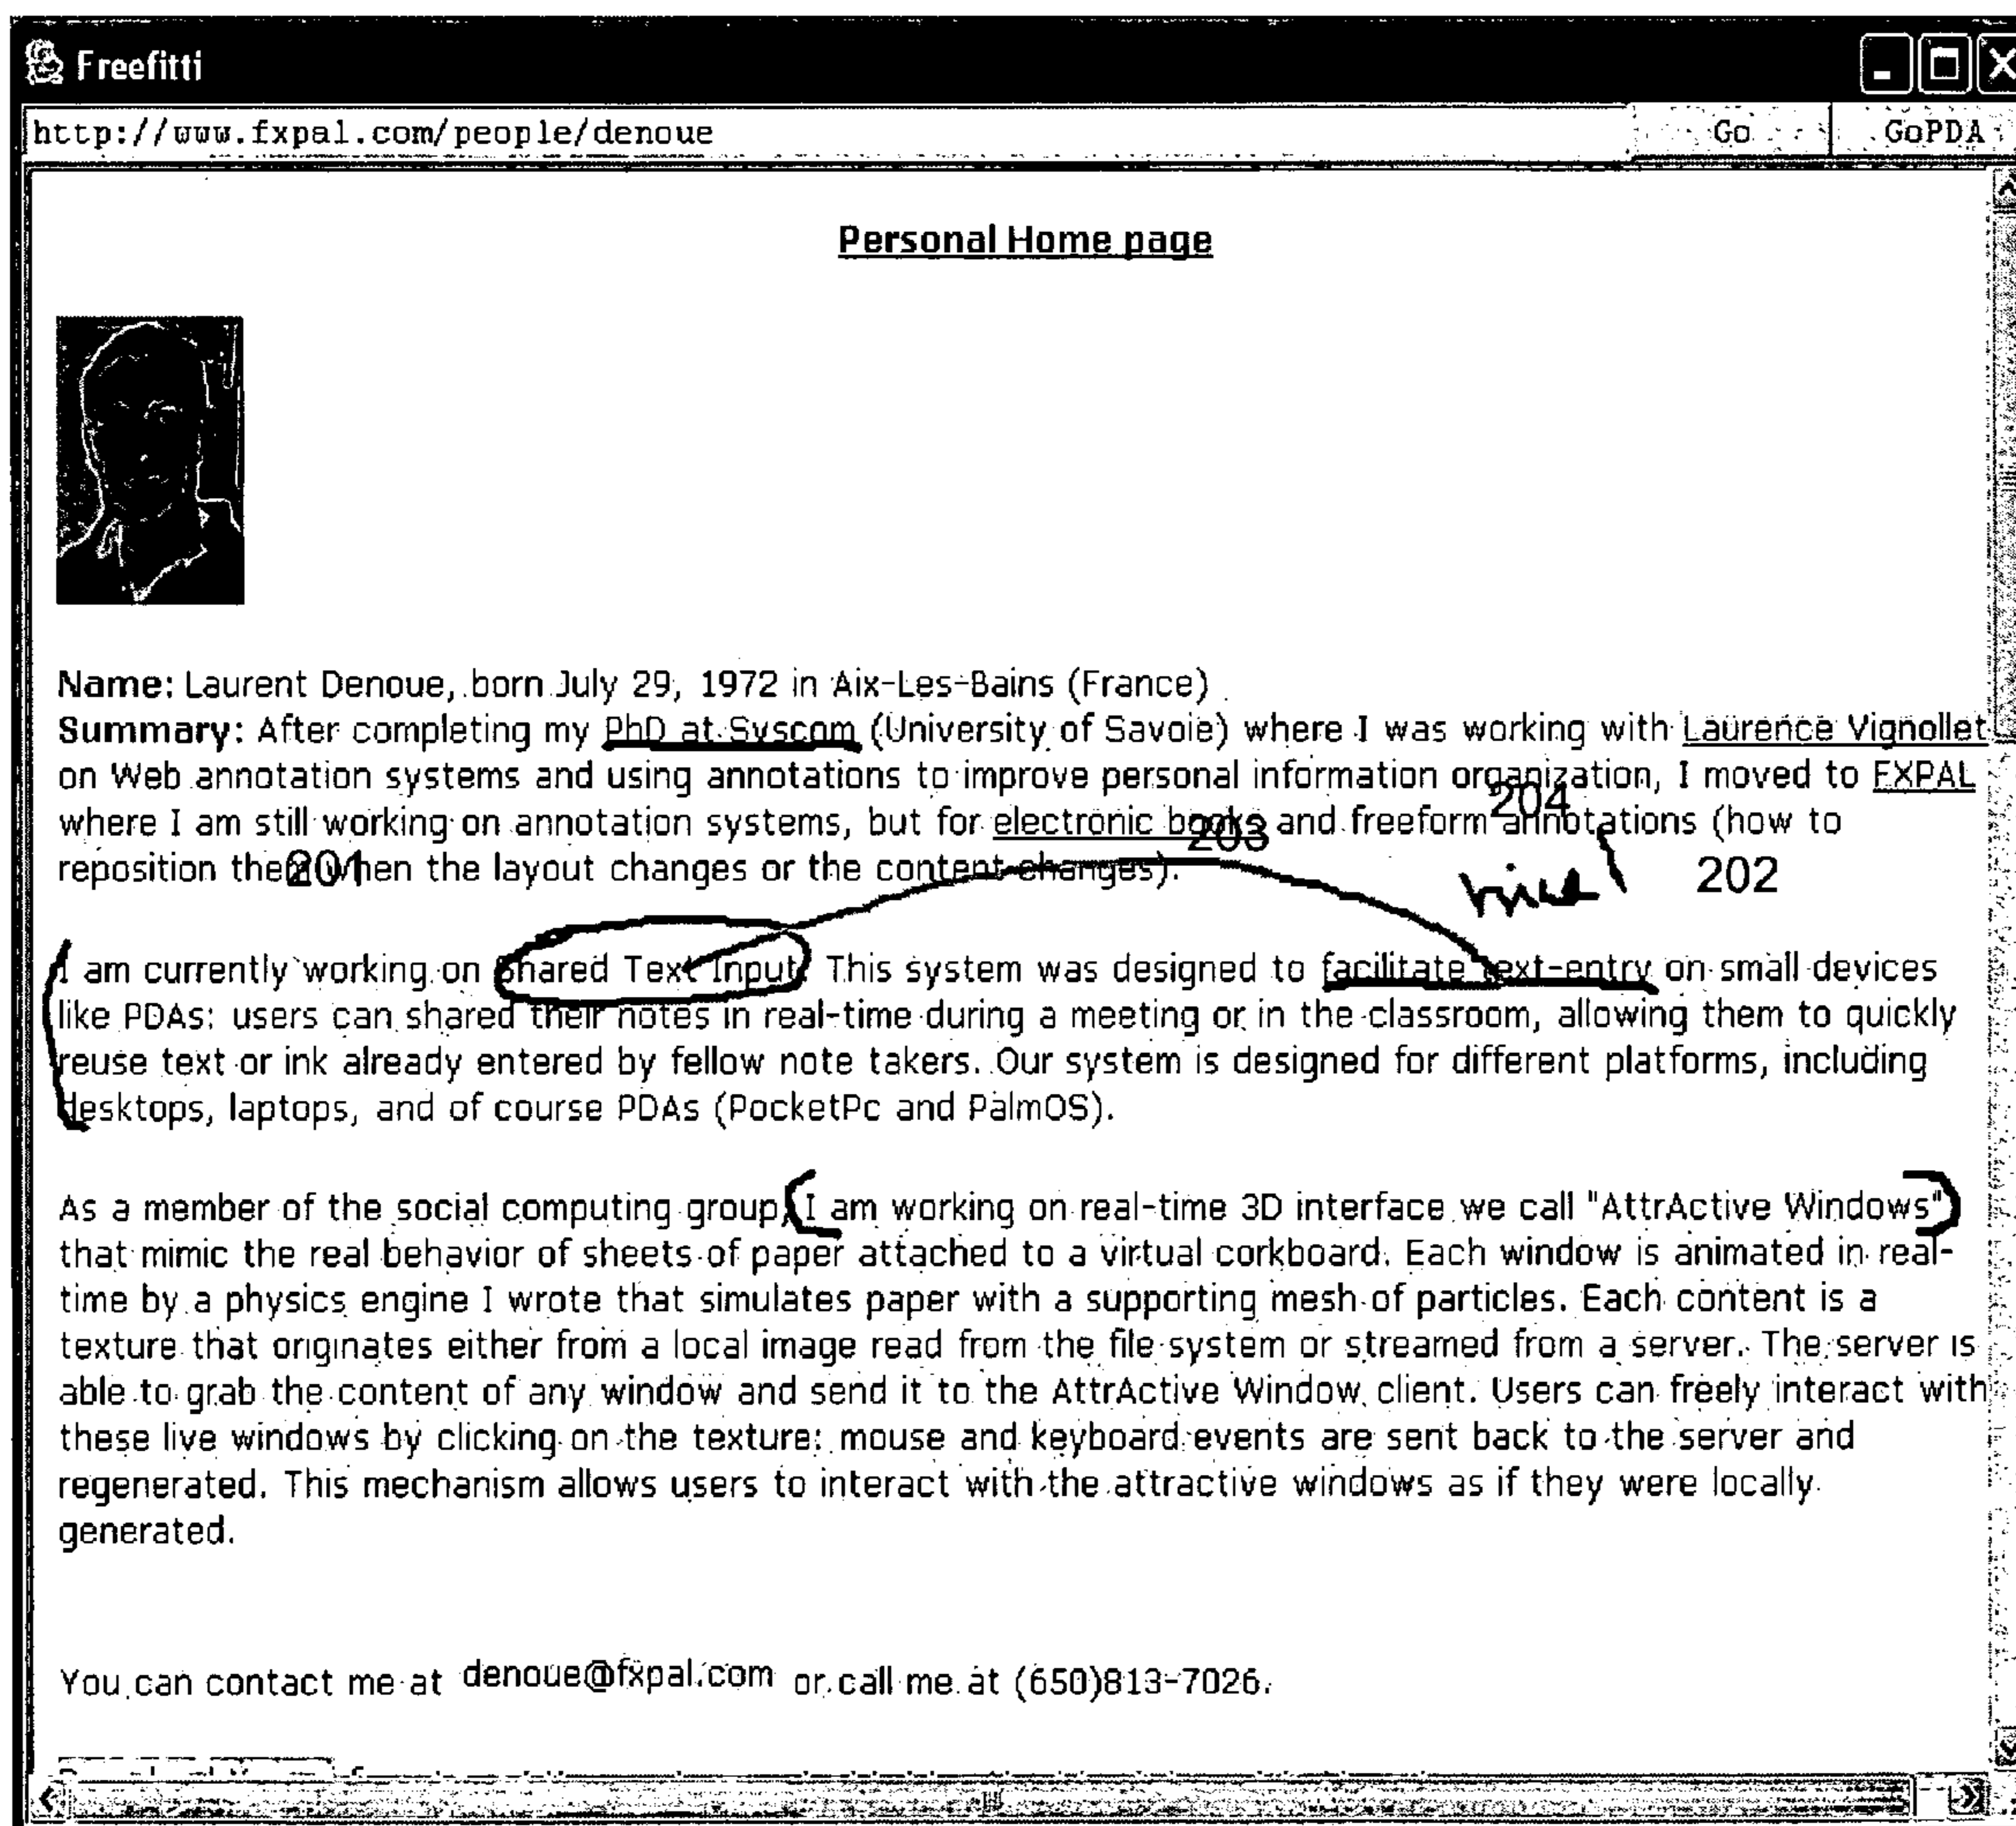 Freefitti
http://www.fxpal.com/people/denoue Go GoPDA
Personal Home page
Name: Laurent Denoue, born July 29, 1972 in Aix-Les-Bains (France)
Summary: After completing my PhD at Syscom (University of Savoie) where I was working with Laurence Vignollet
on Web annotation systems and using annotations to improve personal information organization, I moved to FXPAL
204
where I am still working on annotation systems, but for electronic books and freeform annotations (how to
203
reposition them when the layout changes or the content changes).
201
nice!
202
I am currently working on Shared Text Input. This system was designed to facilitate text-entry on small devices
like PDAs: users can shared their notes in real-time during a meeting or in the classroom, allowing them to quickly
reuse text or ink already entered by fellow note takers. Our system is designed for different platforms, including
desktops, laptops, and of course PDAs (PocketPc and PalmOS).
As a member of the social computing group, I am working on real-time 3D interface we call "AttrActive Windows"
that mimic the real behavior of sheets of paper attached to a virtual corkboard. Each window is animated in real-
time by a physics engine I wrote that simulates paper with a supporting mesh of particles. Each content is a
texture that originates either from a local image read from the file system or streamed from a server. The server is
able to grab the content of any window and send it to the AttrActive Window client. Users can freely interact with
these live windows by clicking on the texture: mouse and keyboard events are sent back to the server and
regenerated. This mechanism allows users to interact with the attractive windows as if they were locally
generated.
You can contact me at denoue@fxpal.com or call me at (650)813-7026.